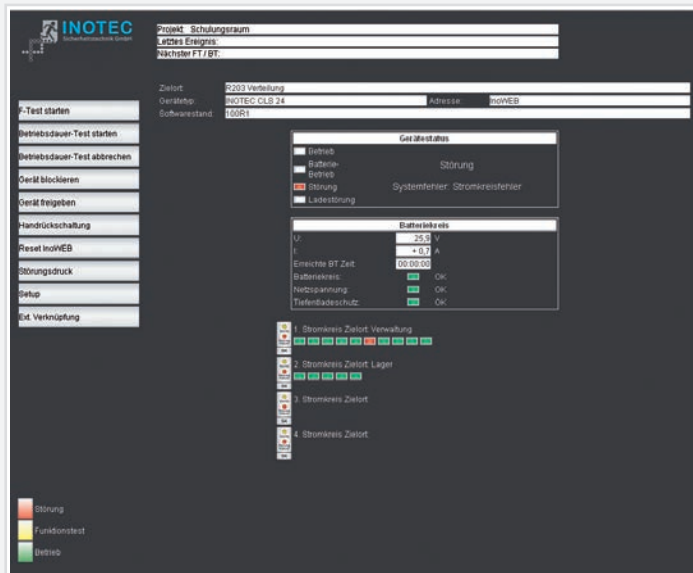 INOTEC
Sicherheitstechnik GmbH
Projekt: Schulungsraum
Letztes Ereignis:
Nächster FT / BT:
Zielort: R203 Verteilung
Gerätetyp: INOTEC CLS 24 Adresse: InoWEB
Softwarestand: 100R1
F-Test starten
Betriebsdauer-Test starten
Betriebsdauer-Test abbrechen
Gerät blockieren
Gerät freigeben
Handrückschaltung
Reset InoWEB
Störungsdruck
Setup
Ext. Verknüpfung
Gerätestatus
Betrieb
Batterie-
Betrieb
Störung
Störung
Systemfehler: Stromkreisfehler
Ladestörung
Batteriekreis
U: 25,9 V
I: + 0,7 A
Erreichte BT Zeit: 00:00:00
Batteriekreis: OK
Netzspannung: OK
Tiefentladeschutz: OK
1. Stromkreis Zielort: Verwaltung
2. Stromkreis Zielort: Lager
3. Stromkreis Zielort:
4. Stromkreis Zielort:
Störung
Funktionstest
Betrieb